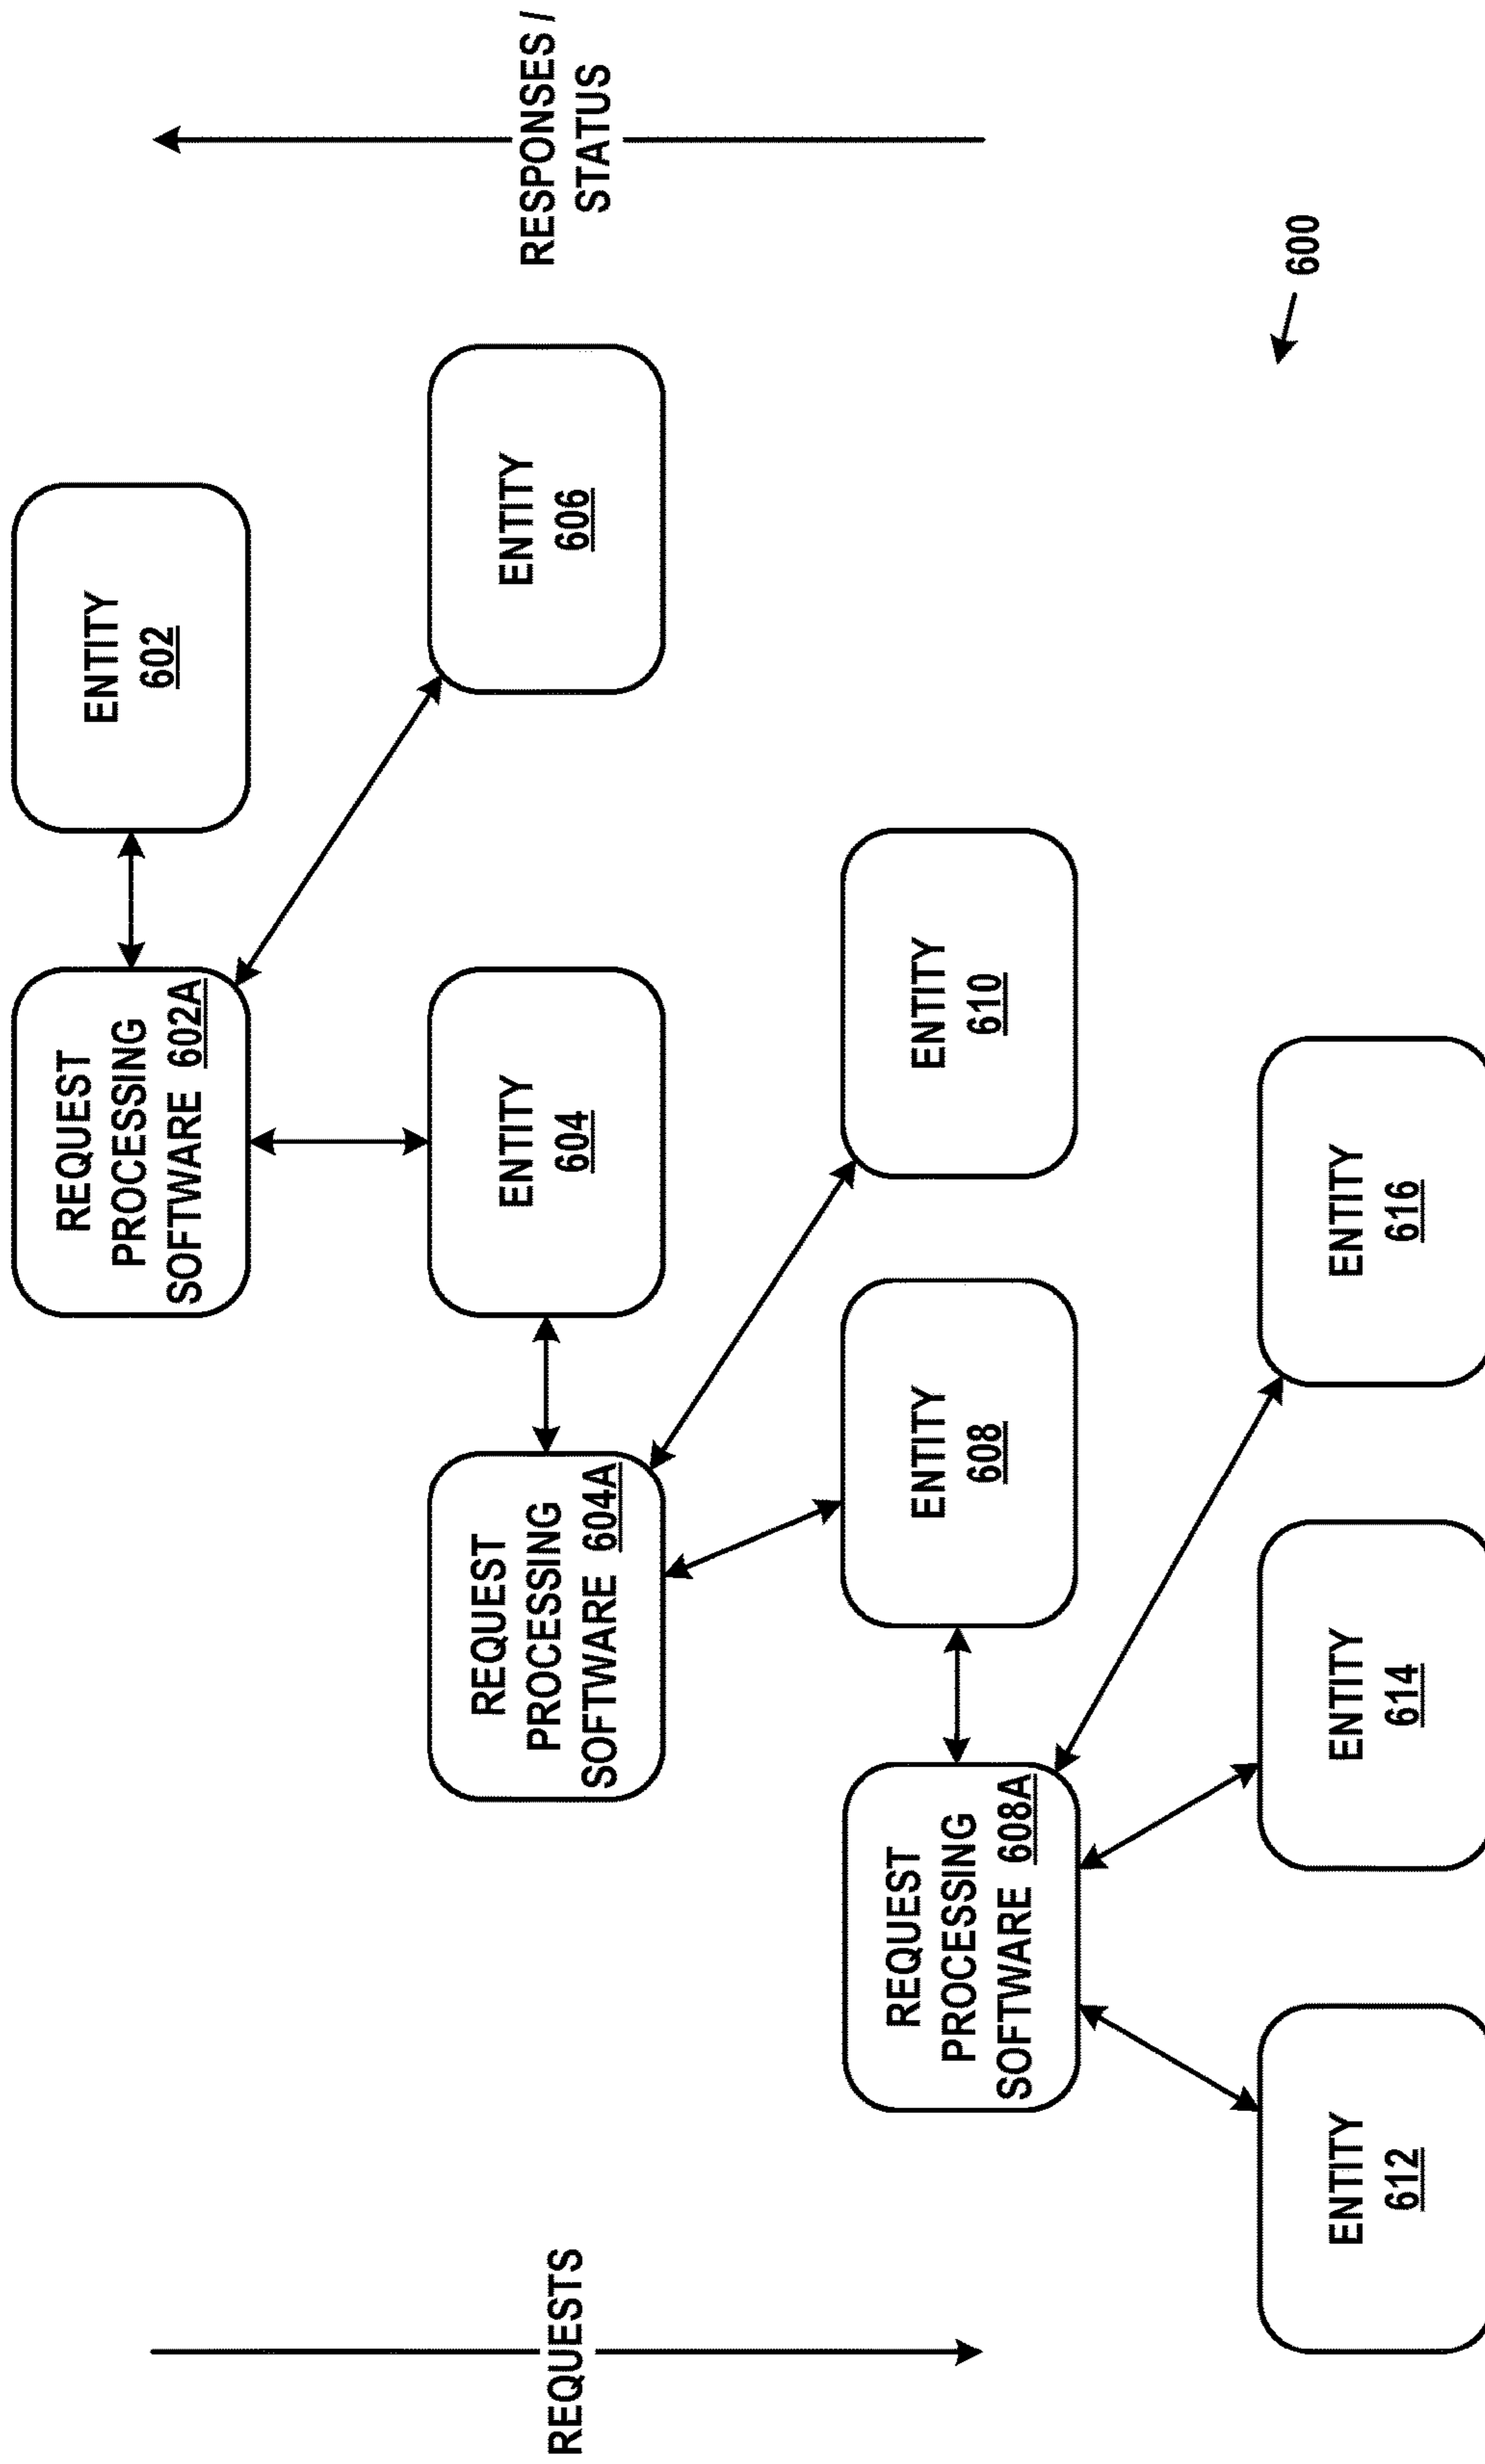 REQUESTS
RESPONSES /
STATUS
REQUEST
PROCESSING
SOFTWARE 602A
ENTITY
602
REQUEST
PROCESSING
SOFTWARE 604A
ENTITY
604
ENTITY
606
REQUEST
PROCESSING
SOFTWARE 608A
ENTITY
608
ENTITY
610
ENTITY
612
ENTITY
614
ENTITY
616
600